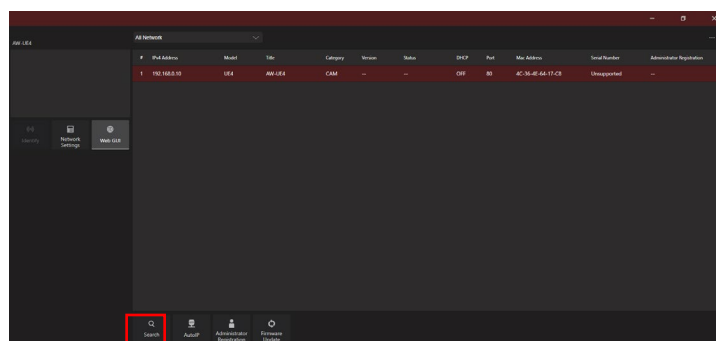 AW-UE4
All Network
# IPv4 Address Model Title Category Version Status DHCP Port Mac Address Serial Number Administrator Registration
1 192.168.0.10 UE4 AW-UE4 CAM -- -- OFF 80 4C-36-4E-64-17-CB Unsupported --
Identify
Network
Settings
Web GUI
Search
AutoIP
Administrator
Registration
Firmware
Update